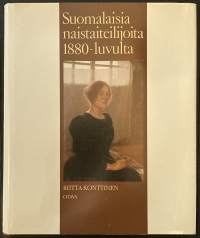 Suomalaisia
naistaiteilijoita
1880-luvulta
RIITTA KONTTINEN
OTAVA